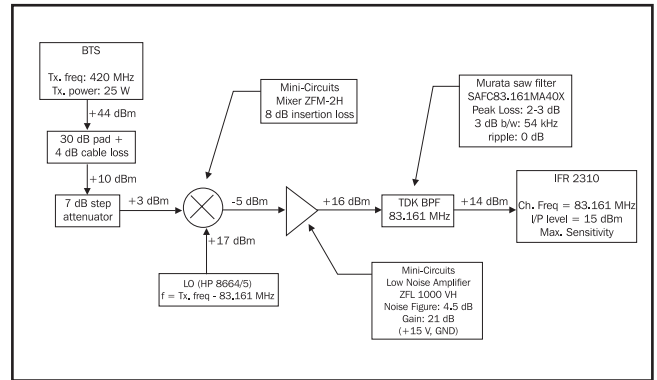 BTS
Tx. freq: 420 MHz
Tx. power: 25 W
+44 dBm
30 dB pad +
4 dB cable loss
+10 dBm
7 dB step
attenuator
+3 dBm
Mini-Circuits
Mixer ZFM-2H
8 dB insertion loss
-5 dBm
+17 dBm
LO (HP 8664/5)
f = Tx. freq - 83.161 MHz
+16 dBm
Mini-Circuits
Low Noise Amplifier
ZFL 1000 VH
Noise Figure: 4.5 dB
Gain: 21 dB
(+15 V, GND)
Murata saw filter
SAFC83.161MA40X
Peak Loss: 2-3 dB
3 dB b/w: 54 kHz
ripple: 0 dB
TDK BPF
83.161 MHz
+14 dBm
IFR 2310
Ch. Freq = 83.161 MHz
I/P level = 15 dBm
Max. Sensitivity